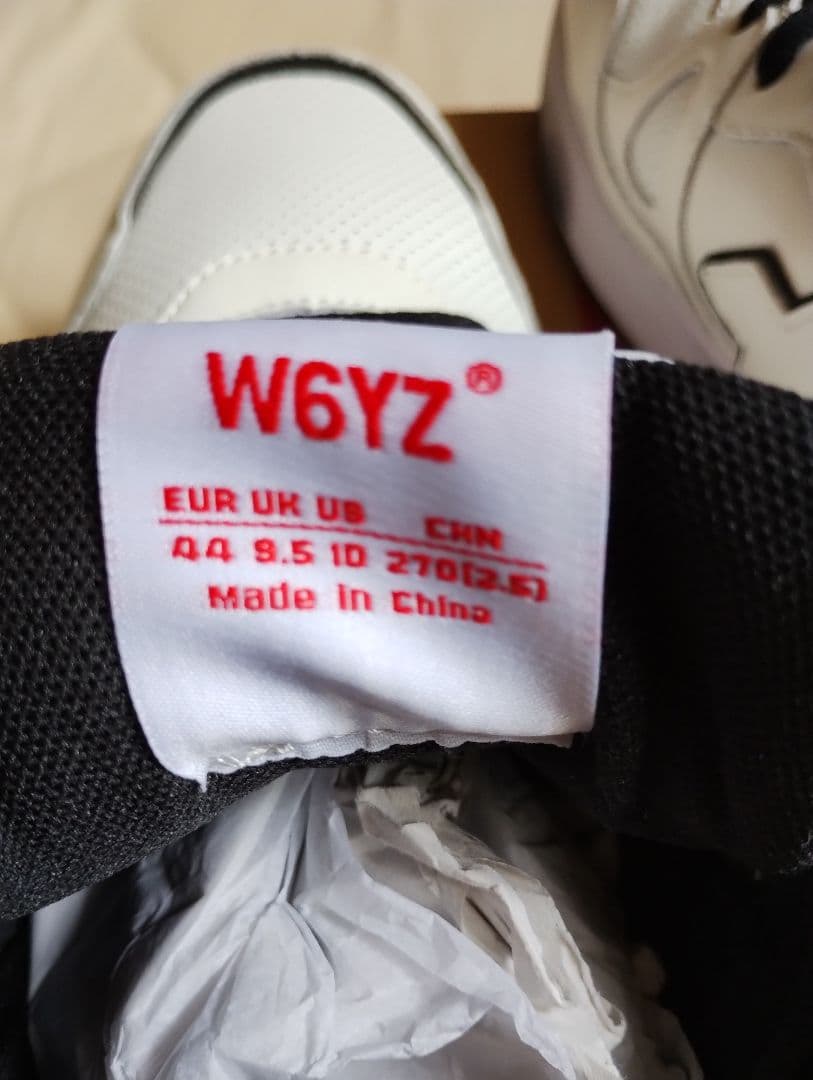 W6YZ®
EUR UK US CHN
44 9.5 10 270(2.5)
Made in China